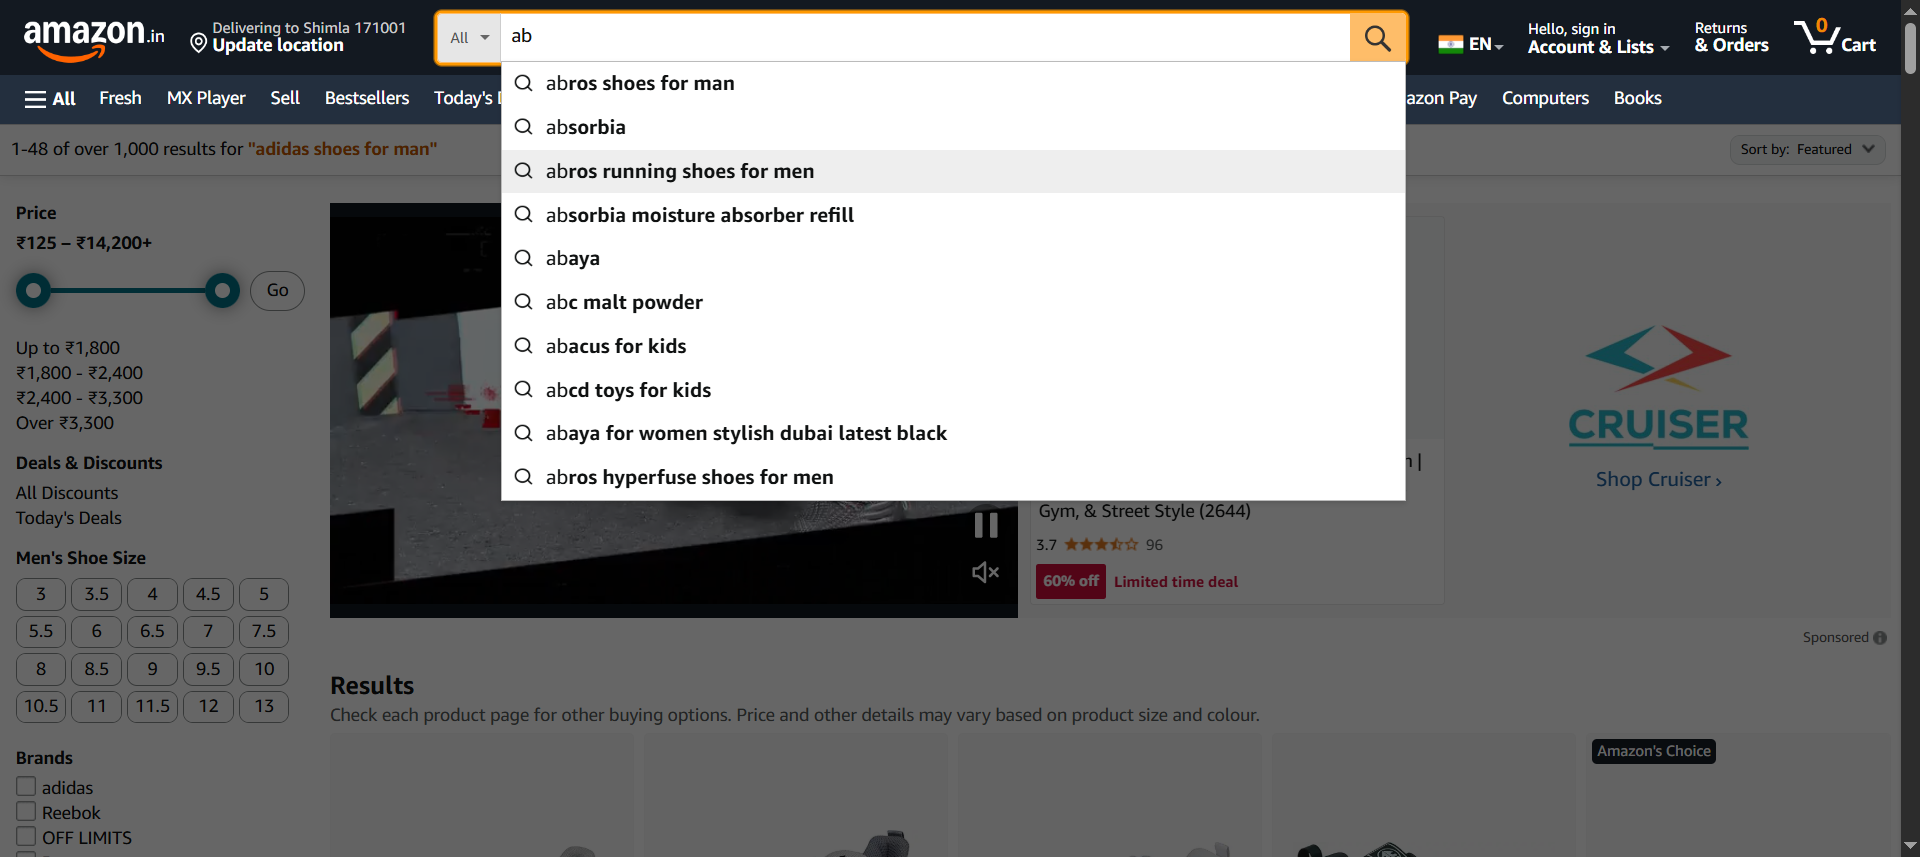 amazon.in
Delivering to Shimla 171001
Update location
All
ab
EN
Hello, sign in
Account & Lists
Returns
& Orders
0
Cart
All
Fresh
MX Player
Sell
Bestsellers
Today's
azon Pay
Computers
Books
abros shoes for man
absorbia
abros running shoes for men
absorbia moisture absorber refill
abaya
abc malt powder
abacus for kids
abcd toys for kids
abaya for women stylish dubai latest black
abros hyperfuse shoes for men
1-48 of over 1,000 results for "adidas shoes for man"
Sort by: Featured
Price
₹125 – ₹14,200+
Go
Up to ₹1,800
₹1,800 - ₹2,400
₹2,400 - ₹3,300
Over ₹3,300
Deals & Discounts
All Discounts
Today's Deals
Men's Shoe Size
3 3.5 4 4.5 5
5.5 6 6.5 7 7.5
8 8.5 9 9.5 10
10.5 11 11.5 12 13
Brands
adidas
Reebok
OFF LIMITS
n |
Gym, & Street Style (2644)
3.7 96
60% off Limited time deal
CRUISER
Shop Cruiser ›
Sponsored
Results
Check each product page for other buying options. Price and other details may vary based on product size and colour.
Amazon's Choice